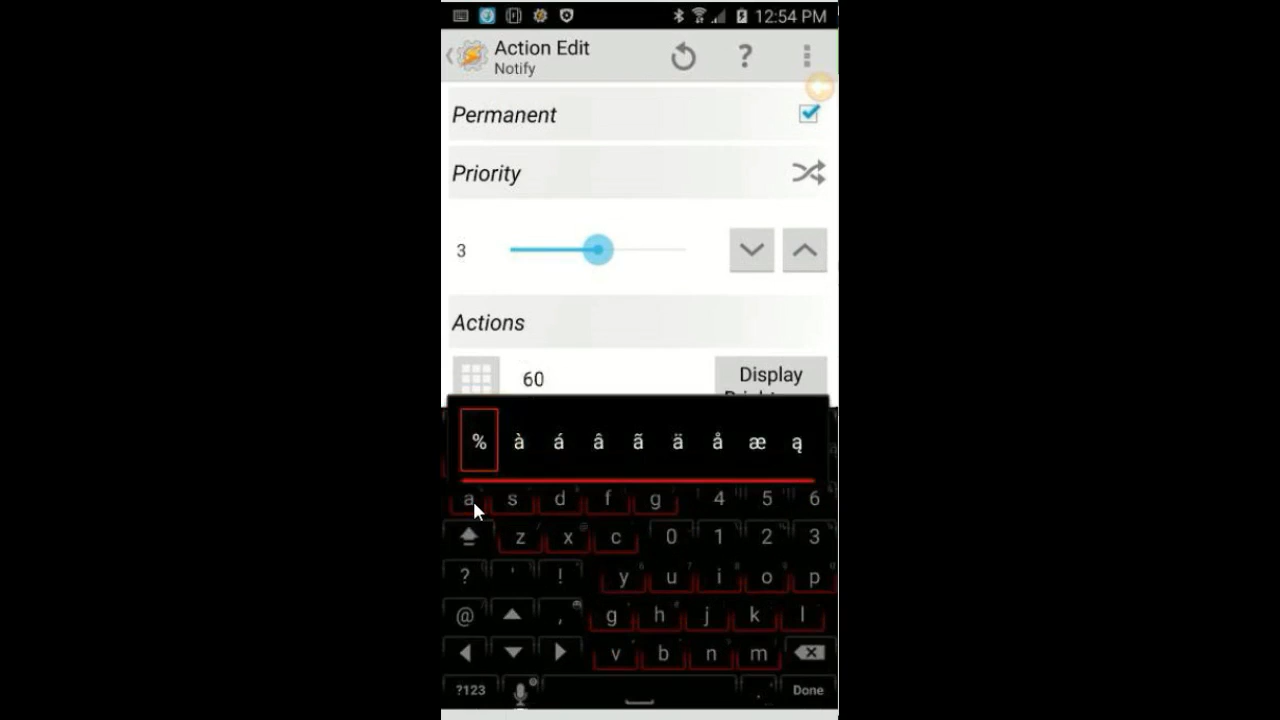 12:54 PM
Action Edit
Notify
Permanent
Priority
3
Actions
60
Display
% à á â ã ä å æ ą
a s d f g 4 5 6
z x c 0 1 2 3
? ' ! y u i o p
@ , g h j k l
v b n m
?123 . Done